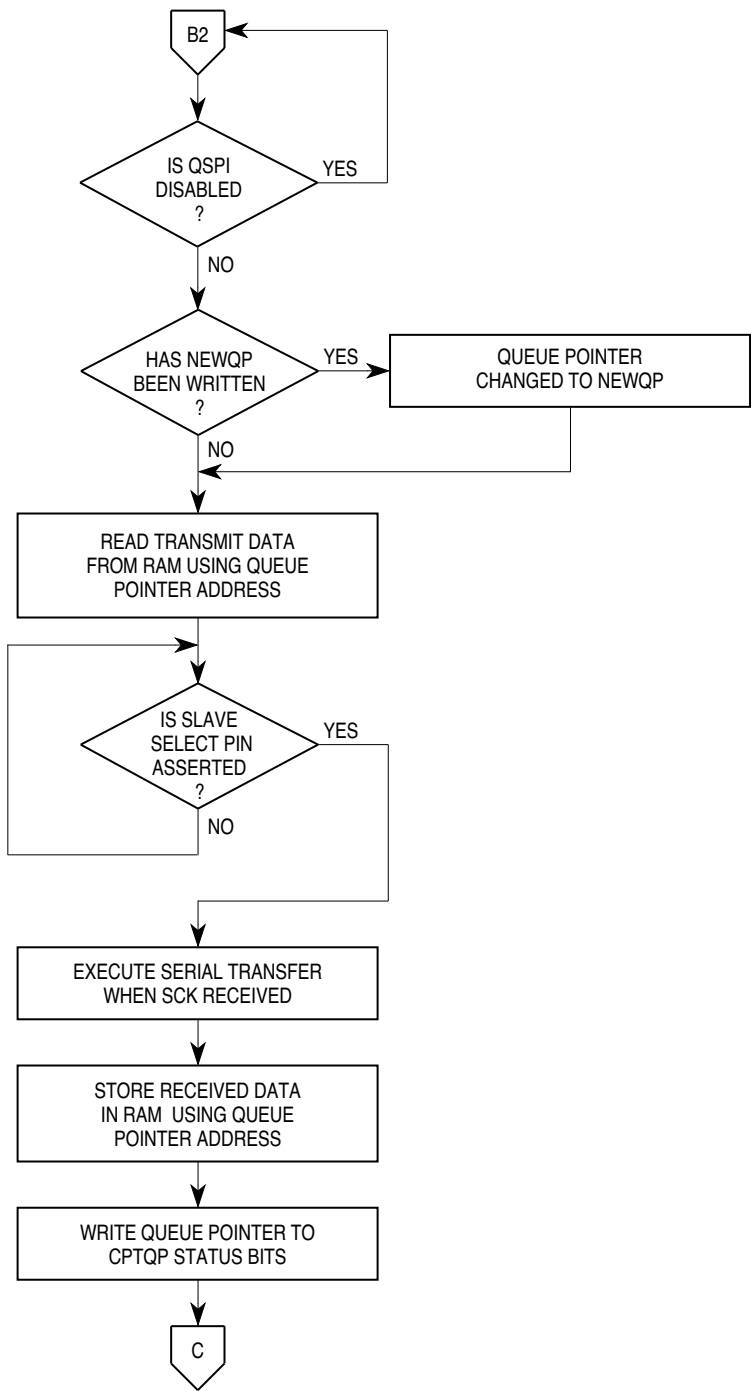 B2
IS QSPI
DISABLED
?
YES
NO
HAS NEWQP
BEEN WRITTEN
?
YES
QUEUE POINTER
CHANGED TO NEWQP
NO
READ TRANSMIT DATA
FROM RAM USING QUEUE
POINTER ADDRESS
IS SLAVE
SELECT PIN
ASSERTED
?
YES
NO
EXECUTE SERIAL TRANSFER
WHEN SCK RECEIVED
STORE RECEIVED DATA
IN RAM USING QUEUE
POINTER ADDRESS
WRITE QUEUE POINTER TO
CPTQP STATUS BITS
C